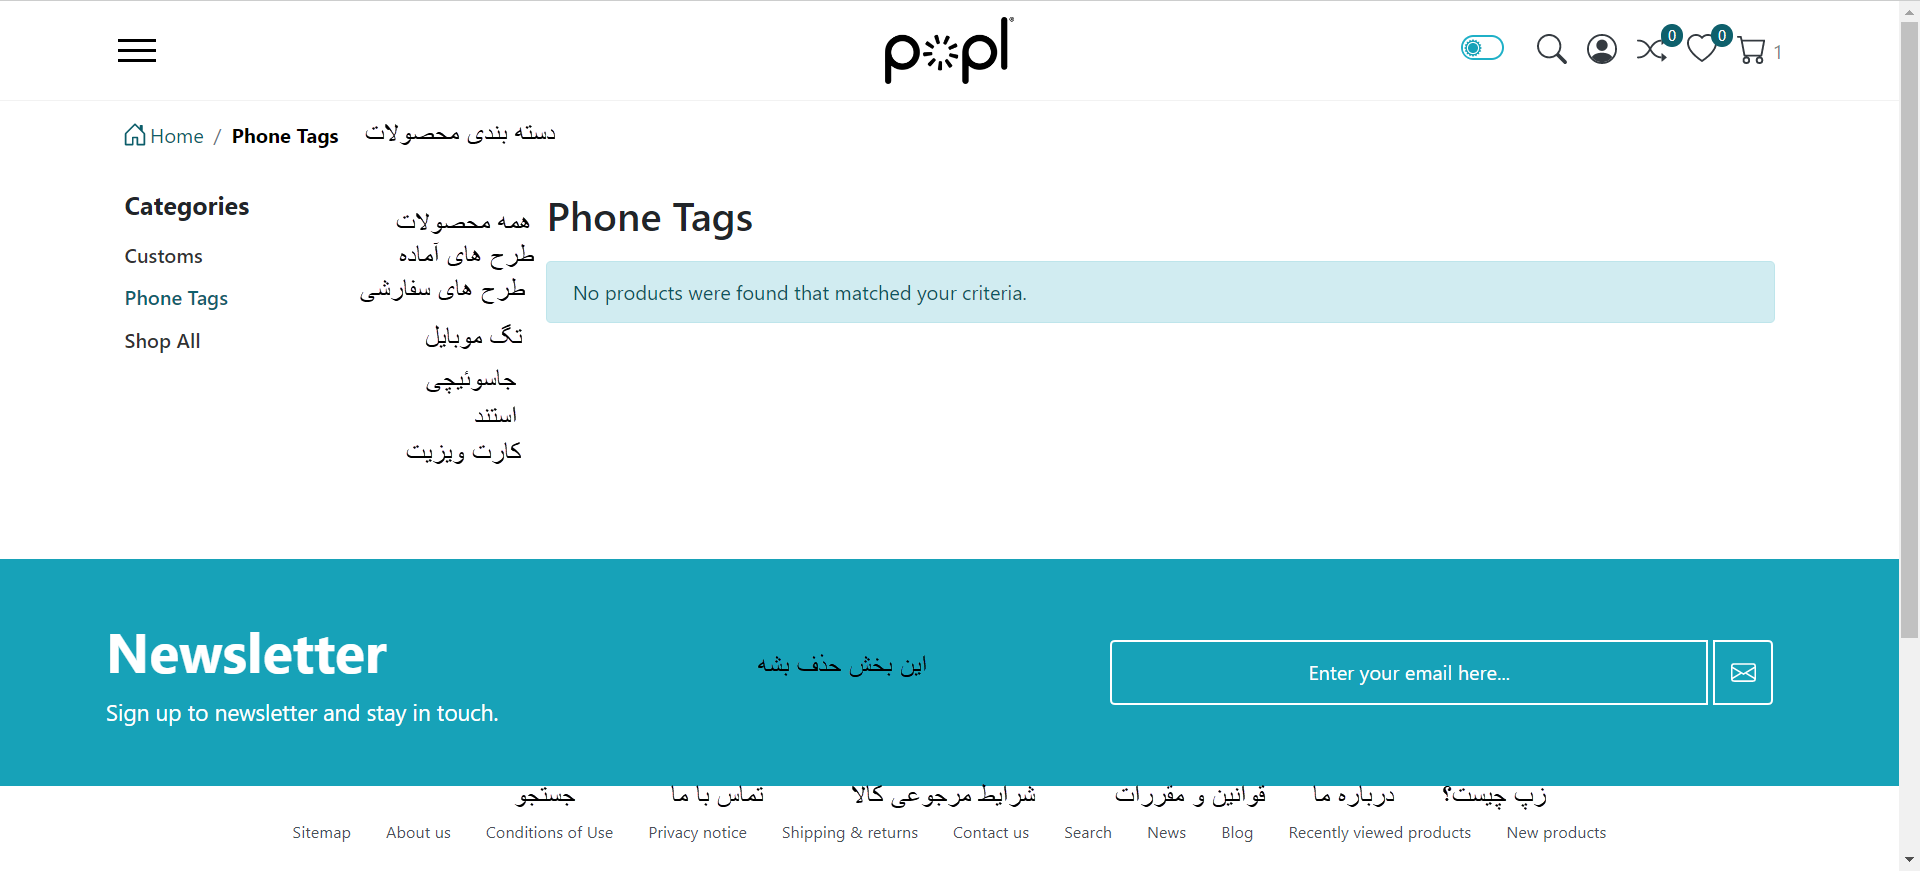 popl®
0
0
1
Home / Phone Tags
دسته بندی محصولات
Categories
Customs
Phone Tags
Shop All
همه محصولات
طرح های آماده
طرح های سفارشی
تگ موبایل
جاسوئیچی
استند
کارت ویزیت
Phone Tags
No products were found that matched your criteria.
Newsletter
Sign up to newsletter and stay in touch.
این بخش حذف بشه
Enter your email here...
زپ چیست؟ درباره ما قوانین و مقررات شرایط مرجوعی کالا تماس با ما جستجو
Sitemap About us Conditions of Use Privacy notice Shipping & returns Contact us Search News Blog Recently viewed products New products